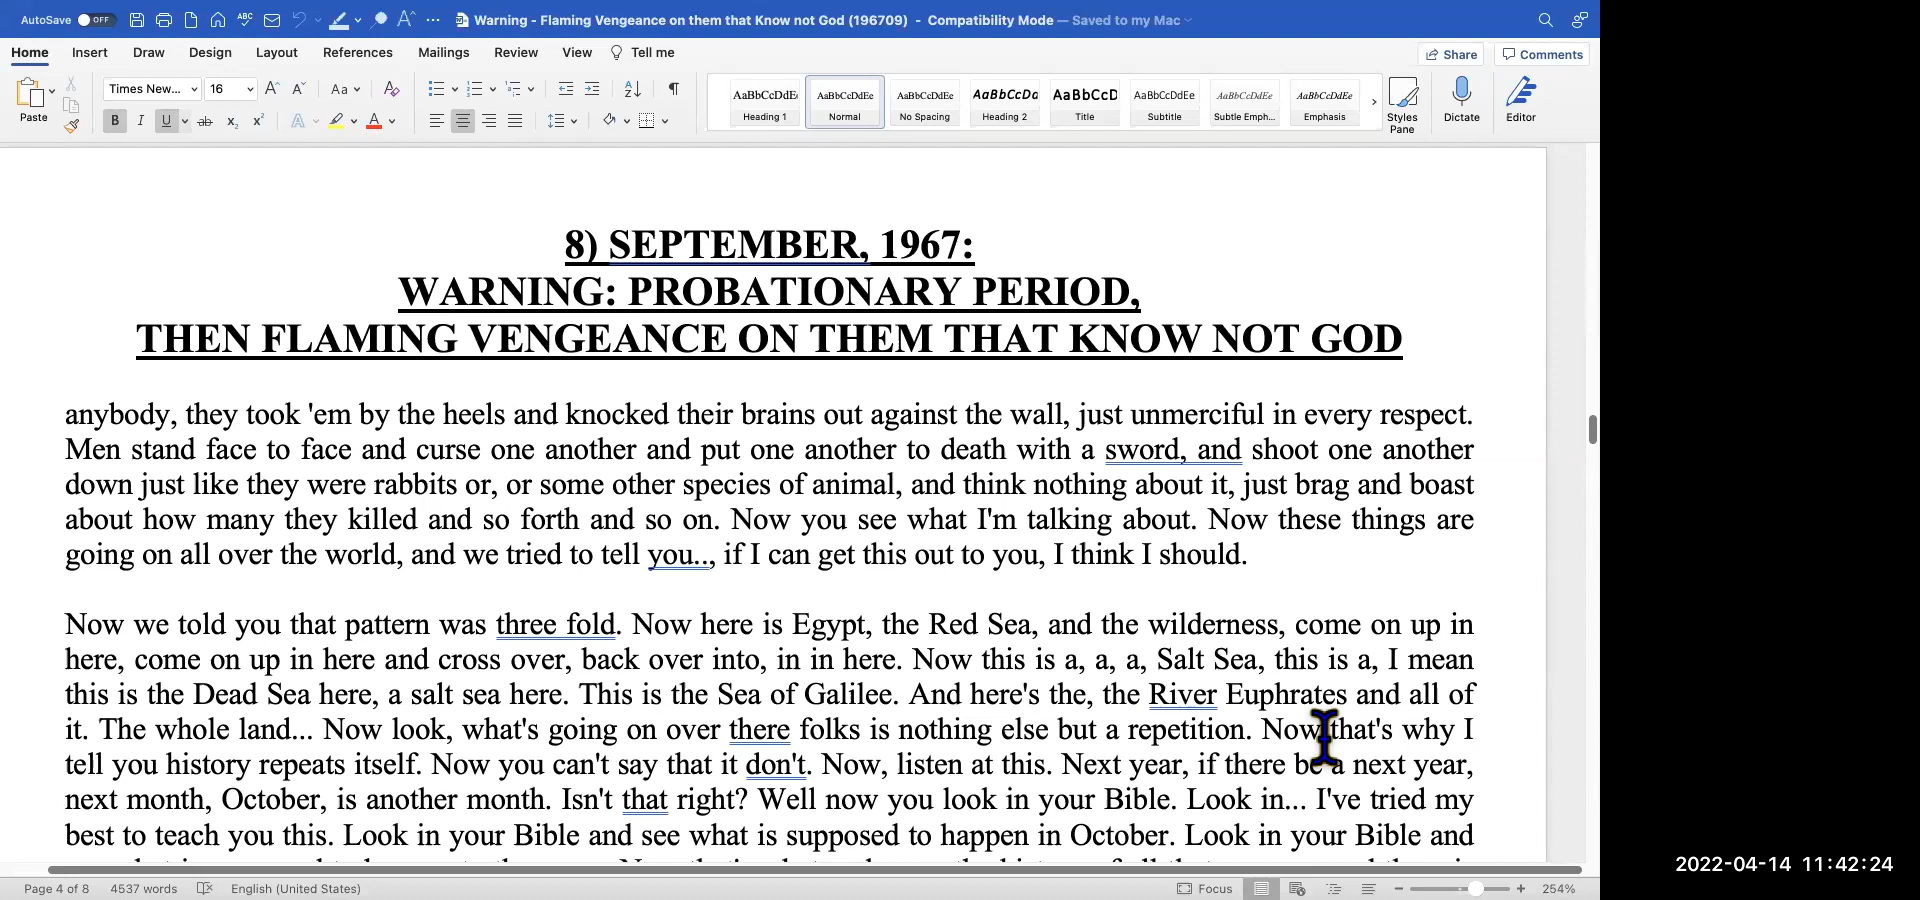 AutoSave OFF ABC Warning - Flaming Vengeance on them that Know not God (196709) - Compatibility Mode — Saved to my Mac
Home Insert Draw Design Layout References Mailings Review View Tell me Share Comments
Times New... 16 Aa
AaBbCcDdEe AaBbCcDdEe AaBbCcDdEe AaBbCcDc AaBbCcD AaBbCcDdEe AaBbCcDdEe AaBbCcDdEe
Paste B I U ab x₂ x² A A Heading 1 Normal No Spacing Heading 2 Title Subtitle Subtle Emph... Emphasis Styles Pane Dictate Editor
8) SEPTEMBER, 1967:
WARNING: PROBATIONARY PERIOD,
THEN FLAMING VENGEANCE ON THEM THAT KNOW NOT GOD
anybody, they took 'em by the heels and knocked their brains out against the wall, just unmerciful in every respect.
Men stand face to face and curse one another and put one another to death with a sword, and shoot one another
down just like they were rabbits or, or some other species of animal, and think nothing about it, just brag and boast
about how many they killed and so forth and so on. Now you see what I'm talking about. Now these things are
going on all over the world, and we tried to tell you.., if I can get this out to you, I think I should.
Now we told you that pattern was three fold. Now here is Egypt, the Red Sea, and the wilderness, come on up in
here, come on up in here and cross over, back over into, in in here. Now this is a, a, a, Salt Sea, this is a, I mean
this is the Dead Sea here, a salt sea here. This is the Sea of Galilee. And here's the, the River Euphrates and all of
it. The whole land... Now look, what's going on over there folks is nothing else but a repetition. Now that's why I
tell you history repeats itself. Now you can't say that it don't. Now, listen at this. Next year, if there be a next year,
next month, October, is another month. Isn't that right? Well now you look in your Bible. Look in... I've tried my
best to teach you this. Look in your Bible and see what is supposed to happen in October. Look in your Bible and
Page 4 of 8 4537 words English (United States) Focus 254%
2022-04-14 11:42:24